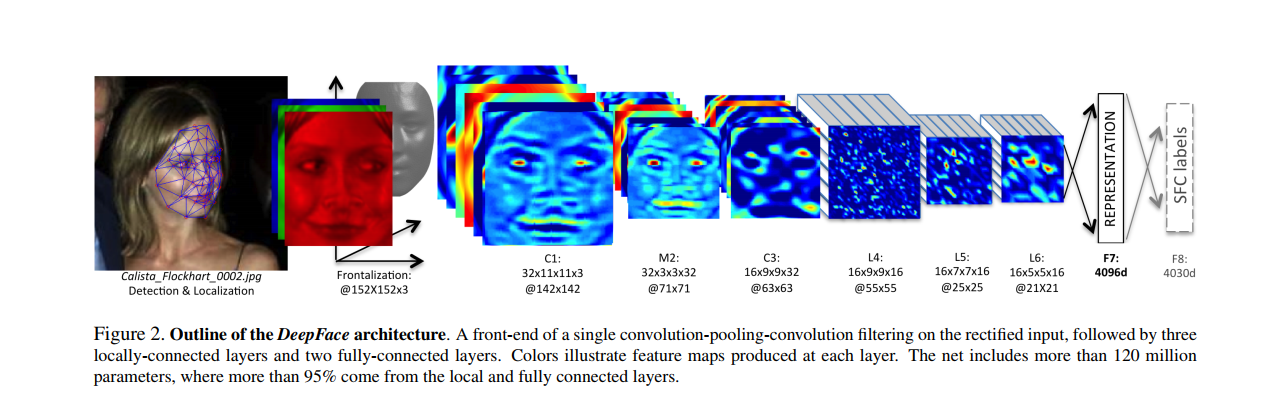 Calista_Flockhart_0002.jpg
Detection & Localization
Frontalization:
@152X152x3
C1:
32x11x11x3
@142x142
M2:
32x3x3x32
@71x71
C3:
16x9x9x32
@63x63
L4:
16x9x9x16
@55x55
L5:
16x7x7x16
@25x25
L6:
16x5x5x16
@21X21
REPRESENTATION
F7:
4096d
SFC labels
F8:
4030d
Figure 2. Outline of the DeepFace architecture. A front-end of a single convolution-pooling-convolution filtering on the rectified input, followed by three
locally-connected layers and two fully-connected layers. Colors illustrate feature maps produced at each layer. The net includes more than 120 million
parameters, where more than 95% come from the local and fully connected layers.